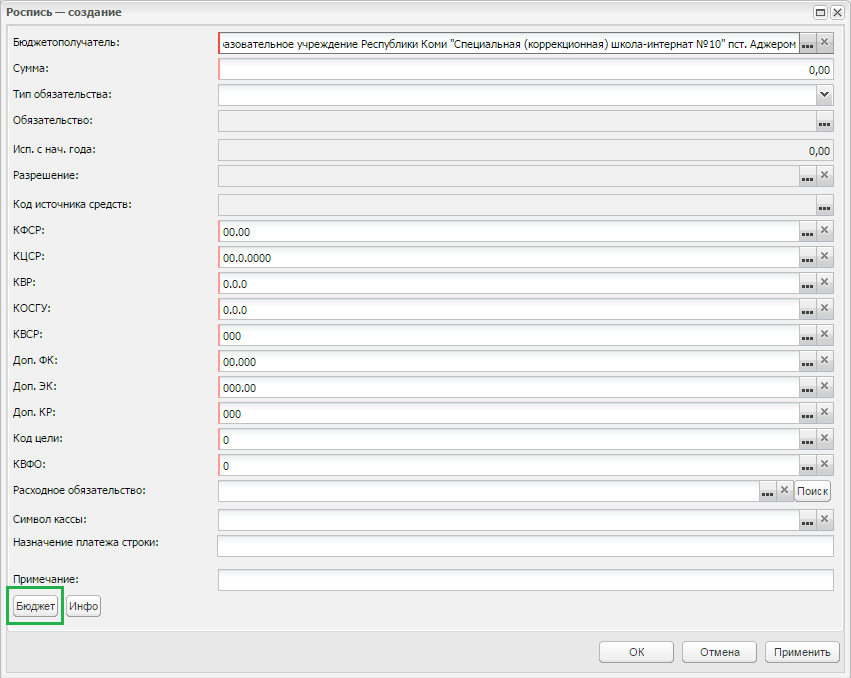 Роспись — создание
Бюджетополучатель: азовательное учреждение Республики Коми "Специальная (коррекционная) школа-интернат №10" пст. Аджером
Сумма: 0,00
Тип обязательства:
Обязательство:
Исп. с нач. года: 0,00
Разрешение:
Код источника средств:
КФСР: 00.00
КЦСР: 00.0.0000
КВР: 0.0.0
КОСГУ: 0.0.0
КВСР: 000
Доп. ФК: 00.000
Доп. ЭК: 000.00
Доп. КР: 000
Код цели: 0
КВФО: 0
Расходное обязательство: Поиск
Символ кассы:
Назначение платежа строки:
Примечание:
Бюджет Инфо
ОК Отмена Применить